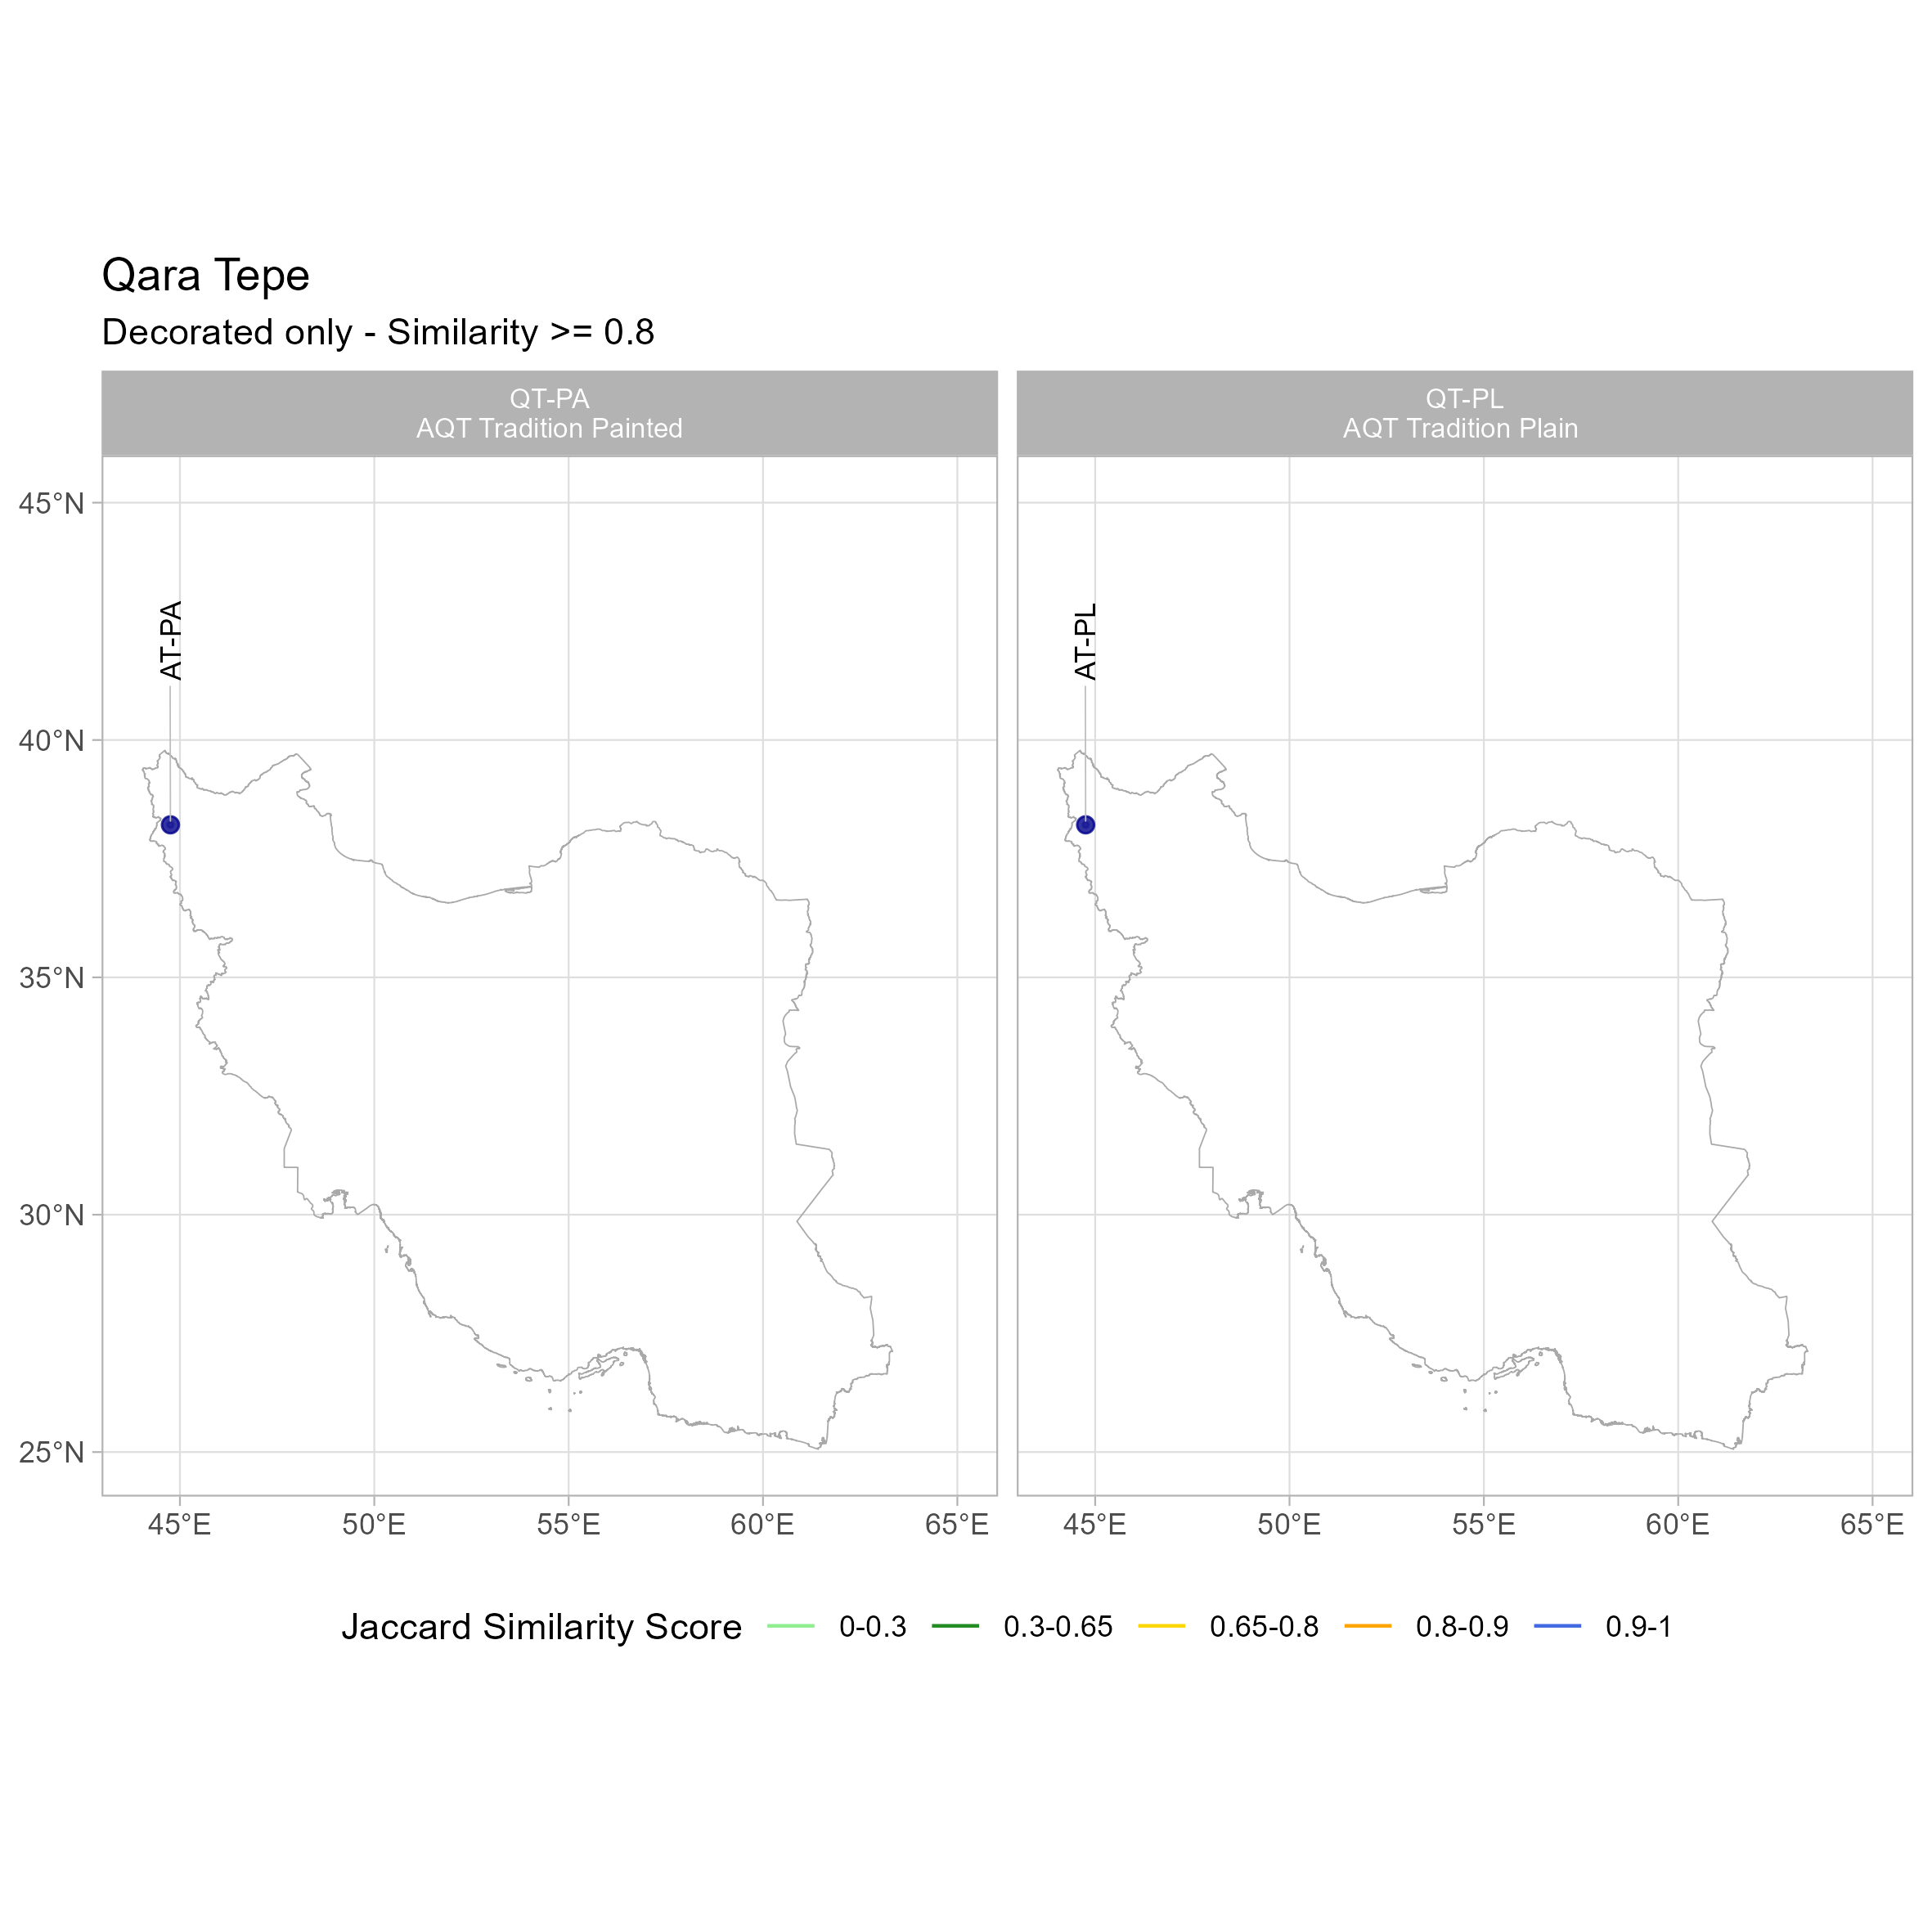 Qara Tepe
Decorated only - Similarity >= 0.8
QT-PA
AQT Tradition Painted
QT-PL
AQT Tradition Plain
45°N
40°N
35°N
30°N
25°N
AT-PA
AT-PL
45°E 50°E 55°E 60°E 65°E
45°E 50°E 55°E 60°E 65°E
Jaccard Similarity Score 0-0.3 0.3-0.65 0.65-0.8 0.8-0.9 0.9-1